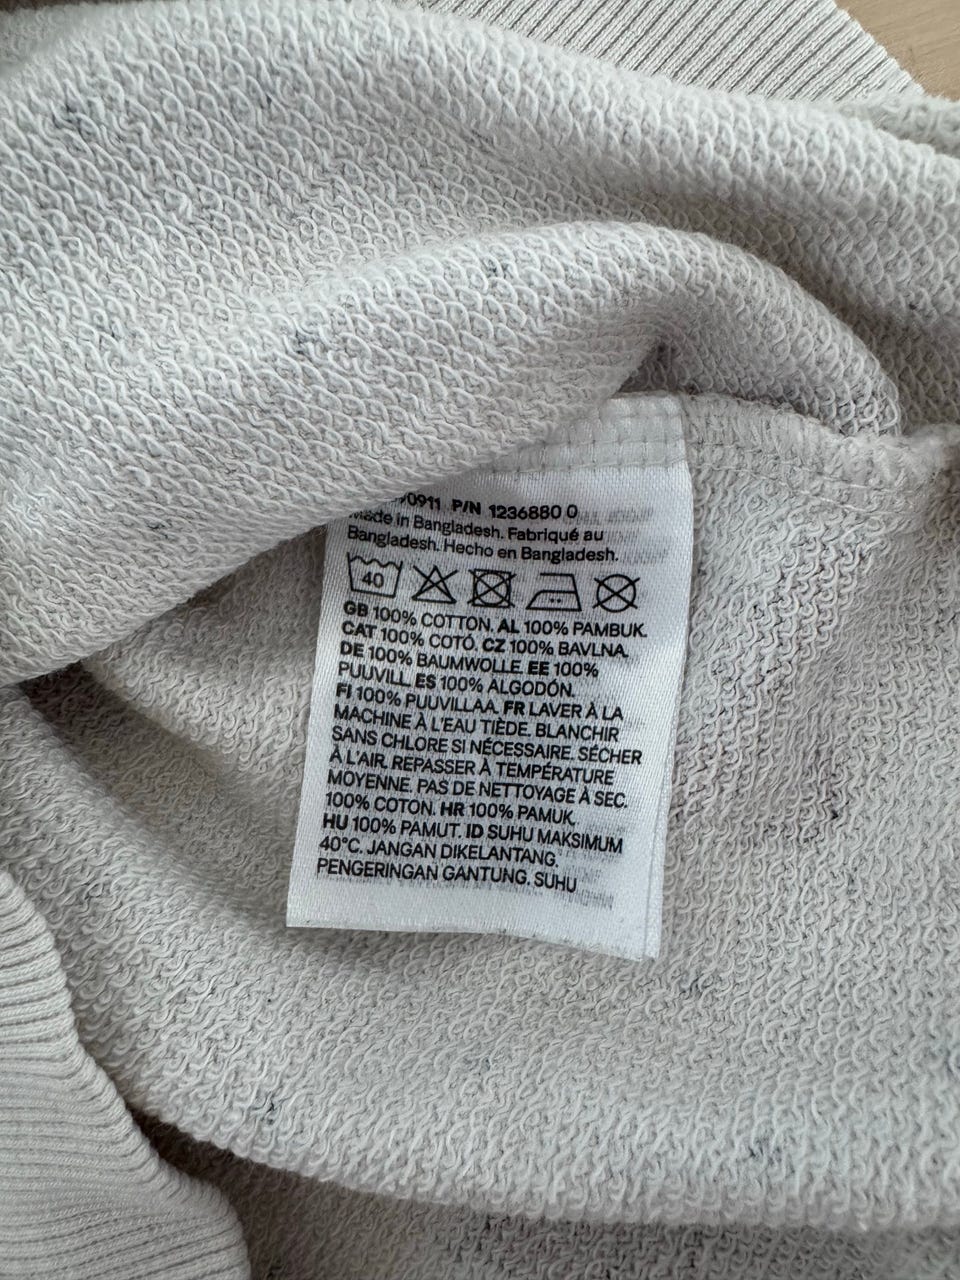 0911 P/N 1236880 0
Made in Bangladesh. Fabriqué au
Bangladesh. Hecho en Bangladesh.
40
GB 100% COTTON. AL 100% PAMBUK.
CAT 100% COTÓ. CZ 100% BAVLNA.
DE 100% BAUMWOLLE. EE 100%
PUUVILL. ES 100% ALGODÓN.
FI 100% PUUVILLAA. FR LAVER À LA
MACHINE À L'EAU TIÈDE. BLANCHIR
SANS CHLORE SI NÉCESSAIRE. SÉCHER
À L'AIR. REPASSER À TEMPÉRATURE
MOYENNE. PAS DE NETTOYAGE À SEC.
100% COTON. HR 100% PAMUK.
HU 100% PAMUT. ID SUHU MAKSIMUM
40°C. JANGAN DIKELANTANG.
PENGERINGAN GANTUNG. SUHU